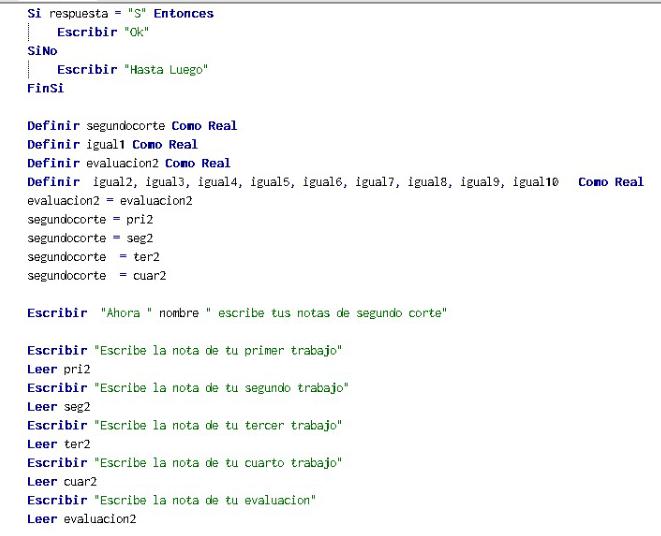 Si respuesta = "S" Entonces
Escribir "Ok"
SiNo
Escribir "Hasta Luego"
FinSi
Definir segundocorte Como Real
Definir igual1 Como Real
Definir evaluacion2 Como Real
Definir igual2, igual3, igual4, igual5, igual6, igual7, igual8, igual9, igual10 Como Real
evaluacion2 = evaluacion2
segundocorte = pri2
segundocorte = seg2
segundocorte = ter2
segundocorte = cuar2
Escribir "Ahora " nombre " escribe tus notas de segundo corte"
Escribir "Escribe la nota de tu primer trabajo"
Leer pri2
Escribir "Escribe la nota de tu segundo trabajo"
Leer seg2
Escribir "Escribe la nota de tu tercer trabajo"
Leer ter2
Escribir "Escribe la nota de tu cuarto trabajo"
Leer cuar2
Escribir "Escribe la nota de tu evaluacion"
Leer evaluacion2